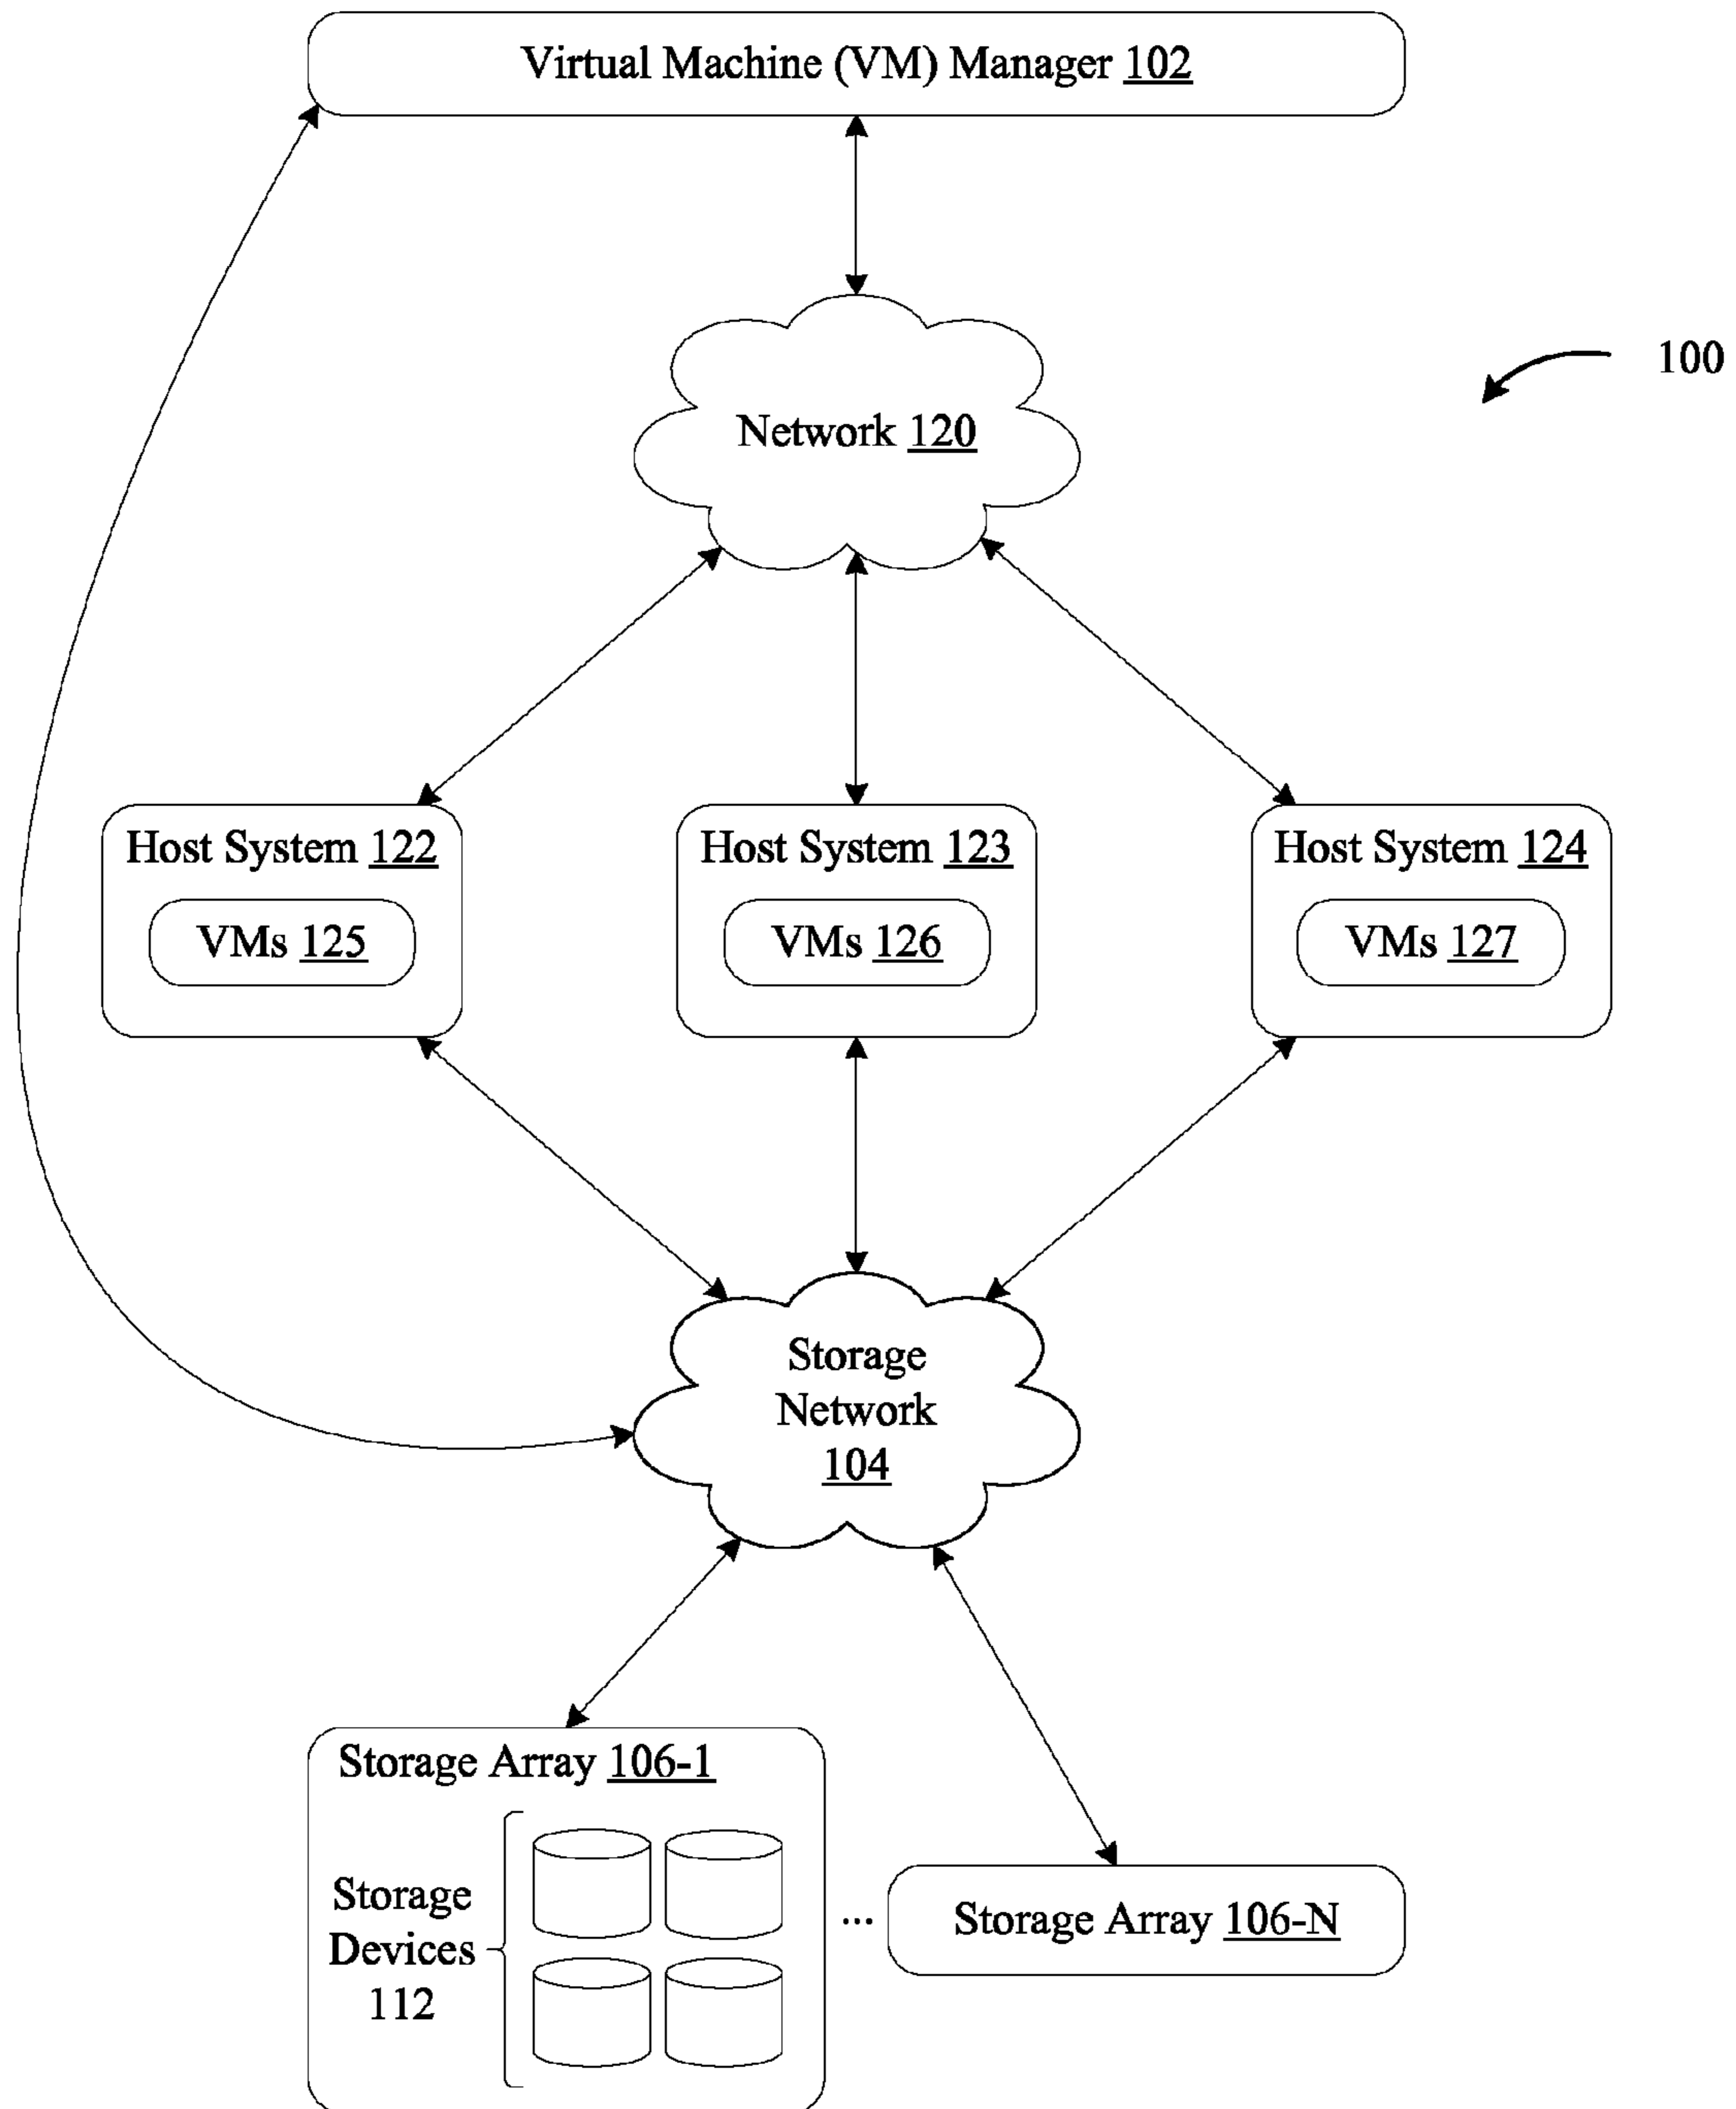 Virtual Machine (VM) Manager 102
100
Network 120
Host System 122
VMs 125
Host System 123
VMs 126
Host System 124
VMs 127
Storage
Network
104
Storage Array 106-1
Storage
Devices
112
...
Storage Array 106-N